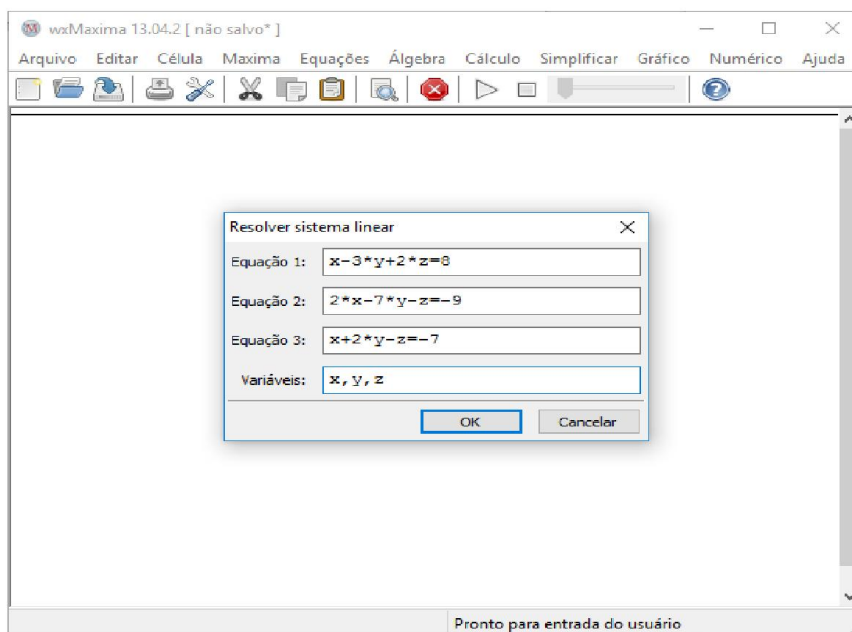 wxMaxima 13.04.2 [ não salvo* ]
Arquivo Editar Célula Maxima Equações Álgebra Cálculo Simplificar Gráfico Numérico Ajuda
Resolver sistema linear
Equação 1: x-3*y+2*z=8
Equação 2: 2*x-7*y-z=-9
Equação 3: x+2*y-z=-7
Variáveis: x,y,z
OK Cancelar
Pronto para entrada do usuário